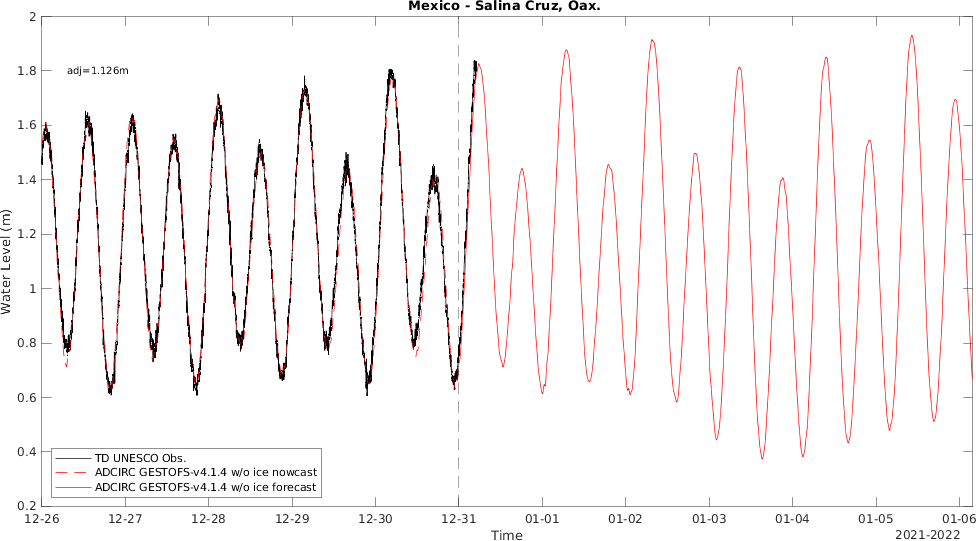 Mexico - Salina Cruz, Oax.
2
1.8
1.6
1.4
1.2
1
0.8
0.6
0.4
0.2
Water Level (m)
adj=1.126m
TD UNESCO Obs.
ADCIRC GESTOFS-v4.1.4 w/o ice nowcast
ADCIRC GESTOFS-v4.1.4 w/o ice forecast
12-26 12-27 12-28 12-29 12-30 12-31 01-01 01-02 01-03 01-04 01-05 01-06
Time
2021-2022